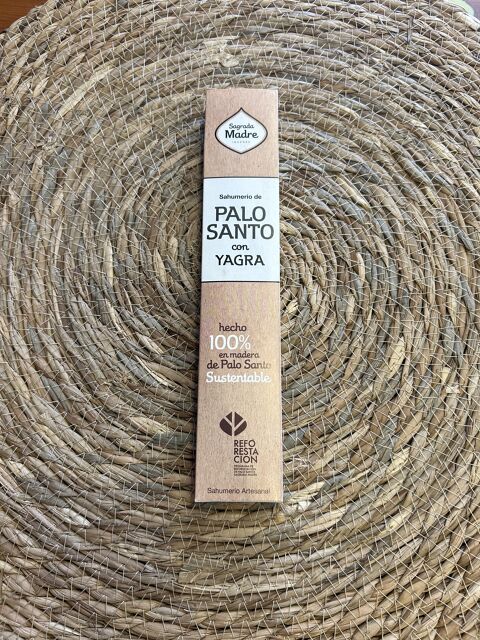 Sagrada
Madre
Sahumerio de
PALO
SANTO
con
YAGRA
hecho
100%
en madera
de Palo Santo
Sustentable
REFO
RESTA
CIÓN
Sahumerio Artesanal